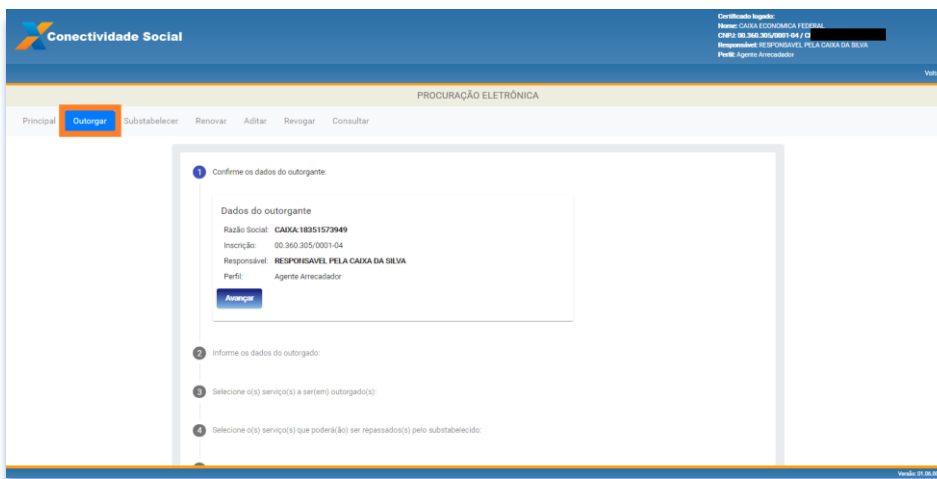 Conectividade Social
Certificado logado:
Nome: CAIXA ECONOMICA FEDERAL
CNPJ: 00.360.305/0001-04 /
Responsável: RESPONSAVEL PELA CAIXA DA SILVA
Perfil: Agente Arrecadador
PROCURAÇÃO ELETRÔNICA
Principal Outorgar Substabelecer Renovar Aditar Revogar Consultar
1 Confirme os dados do outorgante:
Dados do outorgante
Razão Social: CAIXA:18351573949
Inscrição: 00.360.305/0001-04
Responsável: RESPONSAVEL PELA CAIXA DA SILVA
Perfil: Agente Arrecadador
Avançar
2 Informe os dados do outorgado:
3 Selecione o(s) serviço(s) a ser(em) outorgado(s):
4 Selecione o(s) serviço(s) que poderá(ão) ser repassados(s) pelo substabelecido:
Versão: